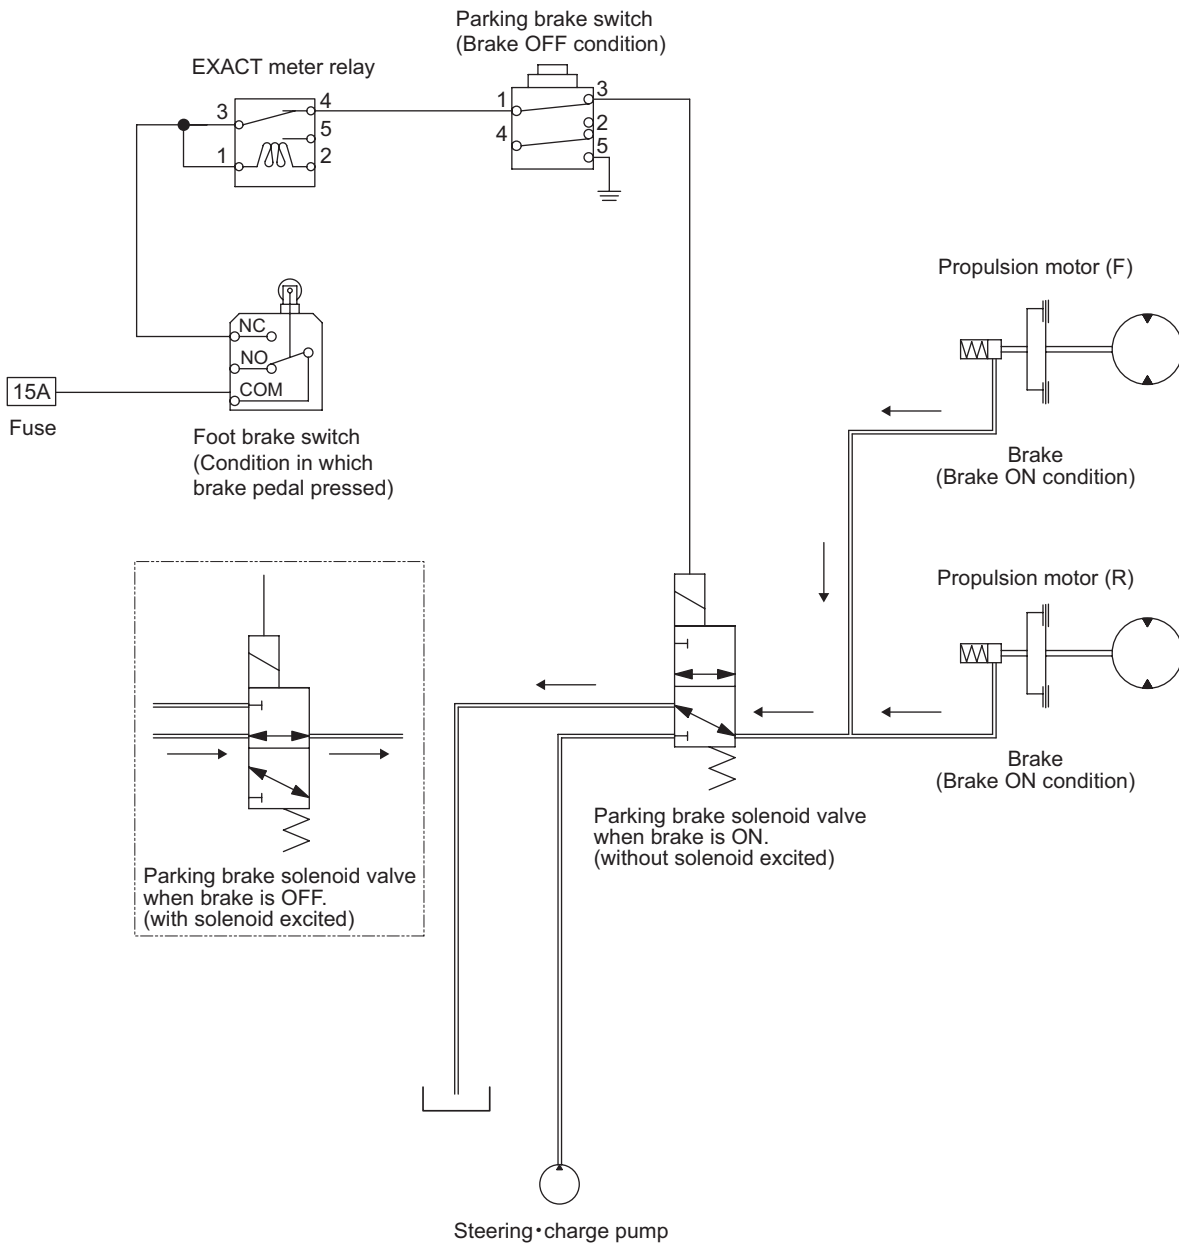 Parking brake switch
(Brake OFF condition)
EXACT meter relay
3
4
5
1
2
1
3
2
4
5
Propulsion motor (F)
NC
NO
COM
15A
Fuse
Foot brake switch
(Condition in which
brake pedal pressed)
Brake
(Brake ON condition)
Propulsion motor (R)
Brake
(Brake ON condition)
Parking brake solenoid valve
when brake is ON.
(without solenoid excited)
Parking brake solenoid valve
when brake is OFF.
(with solenoid excited)
Steering･charge pump